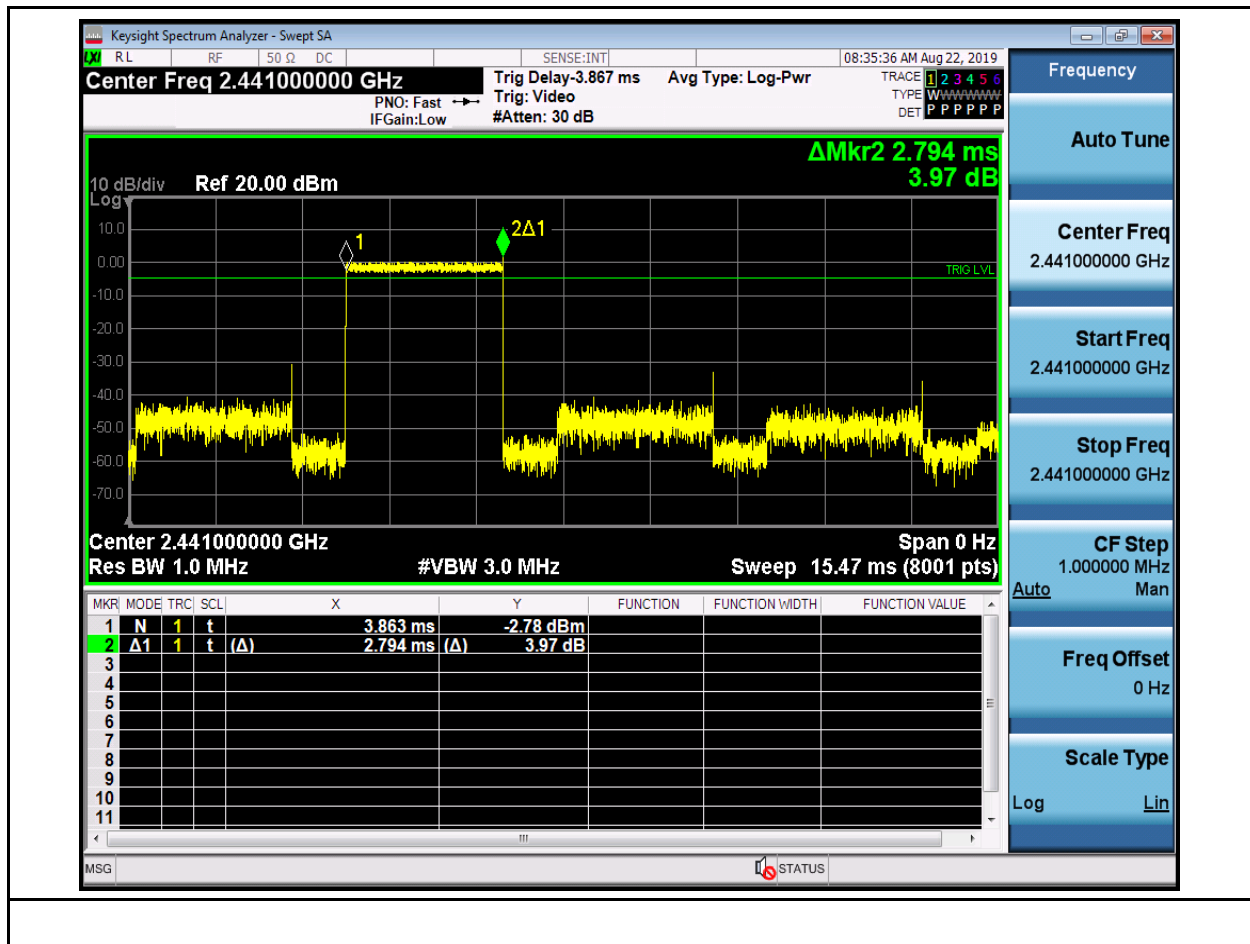 Keysight Spectrum Analyzer - Swept SA
LXI RL RF 50 Ω DC SENSE:INT 08:35:36 AM Aug 22, 2019
Center Freq 2.441000000 GHz
PNO: Fast
IFGain:Low
Trig Delay-3.867 ms
Trig: Video
#Atten: 30 dB
Avg Type: Log-Pwr
TRACE 1 2 3 4 5 6
TYPE WWWWWW
DET P P P P P P
ΔMkr2 2.794 ms
3.97 dB
10 dB/div Ref 20.00 dBm
Log
10.0
0.00
-10.0
-20.0
-30.0
-40.0
-50.0
-60.0
-70.0
1
2Δ1
TRIG LVL
Center 2.441000000 GHz Span 0 Hz
Res BW 1.0 MHz #VBW 3.0 MHz Sweep 15.47 ms (8001 pts)
MKR MODE TRC SCL X Y FUNCTION FUNCTION WIDTH FUNCTION VALUE
1 N 1 t 3.863 ms -2.78 dBm
2 Δ1 1 t (Δ) 2.794 ms (Δ) 3.97 dB
3
4
5
6
7
8
9
10
11
MSG STATUS
Frequency
Auto Tune
Center Freq
2.441000000 GHz
Start Freq
2.441000000 GHz
Stop Freq
2.441000000 GHz
CF Step
1.000000 MHz
Auto Man
Freq Offset
0 Hz
Scale Type
Log Lin